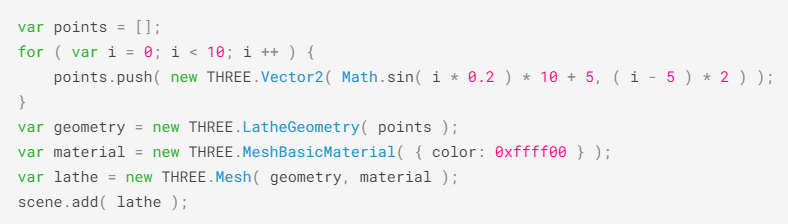 var points = [];
for ( var i = 0; i < 10; i ++ ) {
    points.push( new THREE.Vector2( Math.sin( i * 0.2 ) * 10 + 5, ( i - 5 ) * 2 ) );
}
var geometry = new THREE.LatheGeometry( points );
var material = new THREE.MeshBasicMaterial( { color: 0xffff00 } );
var lathe = new THREE.Mesh( geometry, material );
scene.add( lathe );